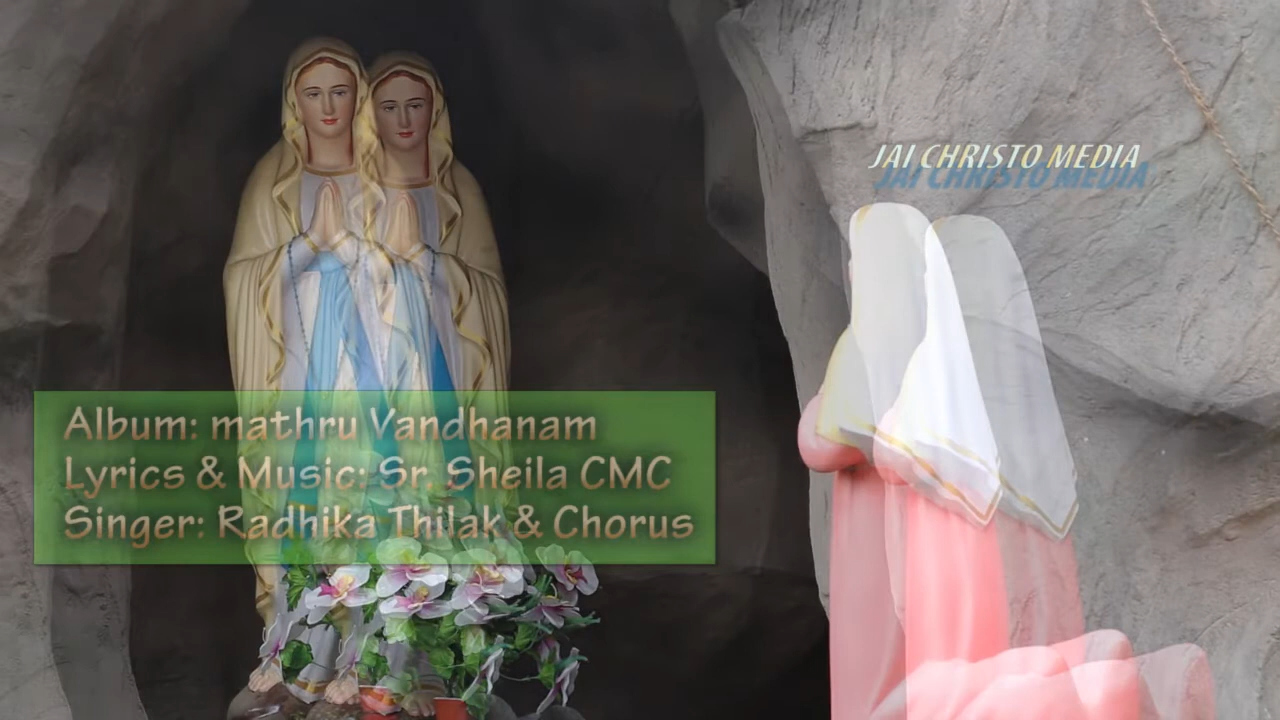 JAI CHRISTO MEDIA
Album: mathru Vandhanam
Lyrics & Music: Sr. Sheila CMC
Singer: Radhika Thilak & Chorus